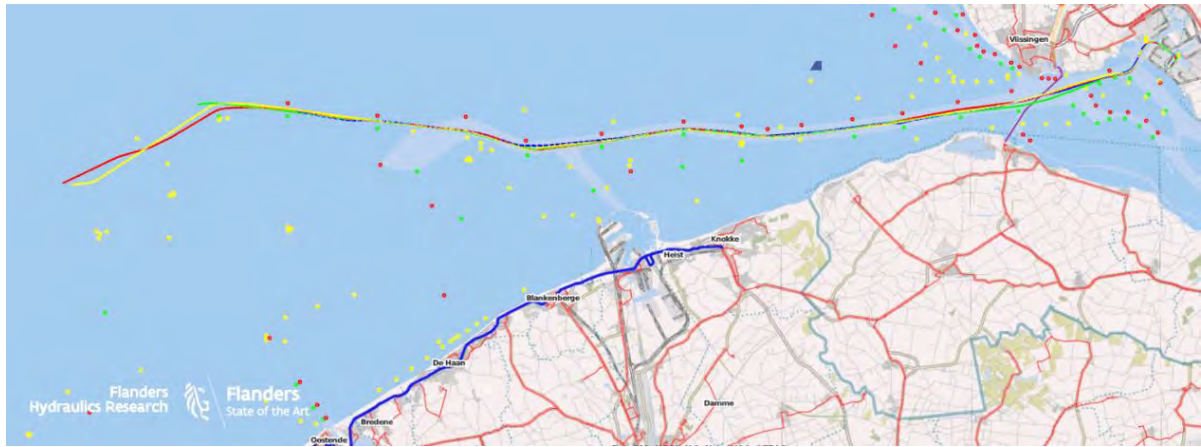 Vlissingen
Knokke
Heist
Blankenberge
De Haan
Flanders
Hydraulics Research
Flanders
State of the Art
Damme
Bredene
Oostende